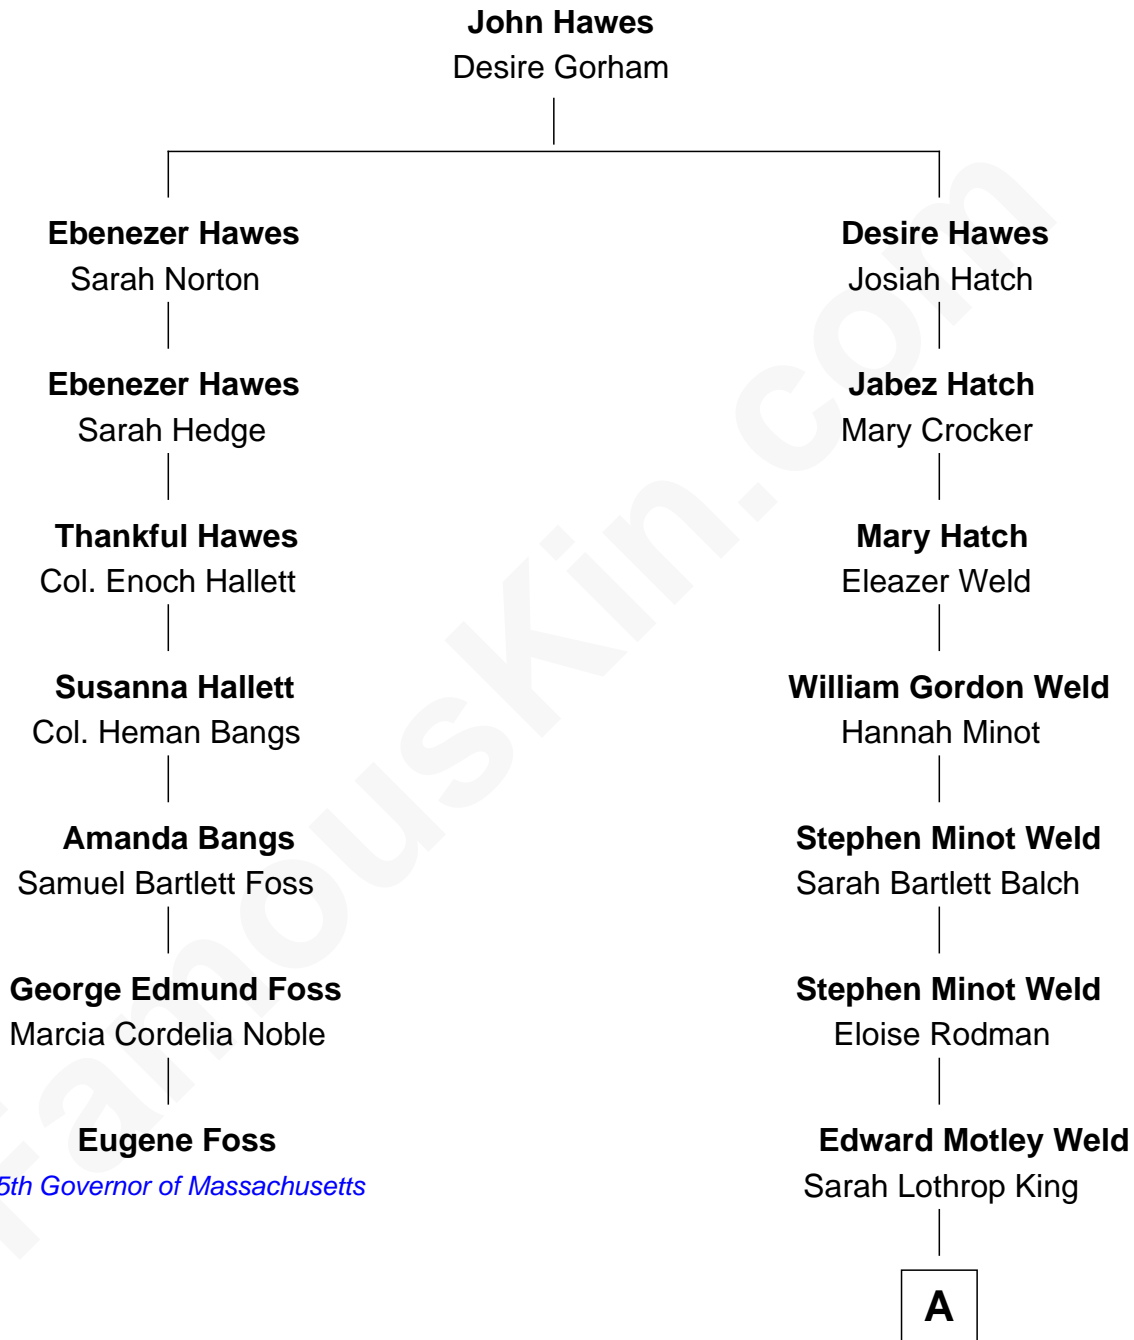 John Hawes
Desire Gorham
Ebenezer Hawes
Sarah Norton
Desire Hawes
Josiah Hatch
Ebenezer Hawes
Sarah Hedge
Jabez Hatch
Mary Crocker
Thankful Hawes
Col. Enoch Hallett
Mary Hatch
Eleazer Weld
Susanna Hallett
Col. Heman Bangs
William Gordon Weld
Hannah Minot
Amanda Bangs
Samuel Bartlett Foss
Stephen Minot Weld
Sarah Bartlett Balch
George Edmund Foss
Marcia Cordelia Noble
Stephen Minot Weld
Eloise Rodman
Eugene Foss
5th Governor of Massachusetts
Edward Motley Weld
Sarah Lothrop King
A
FamousKin.com